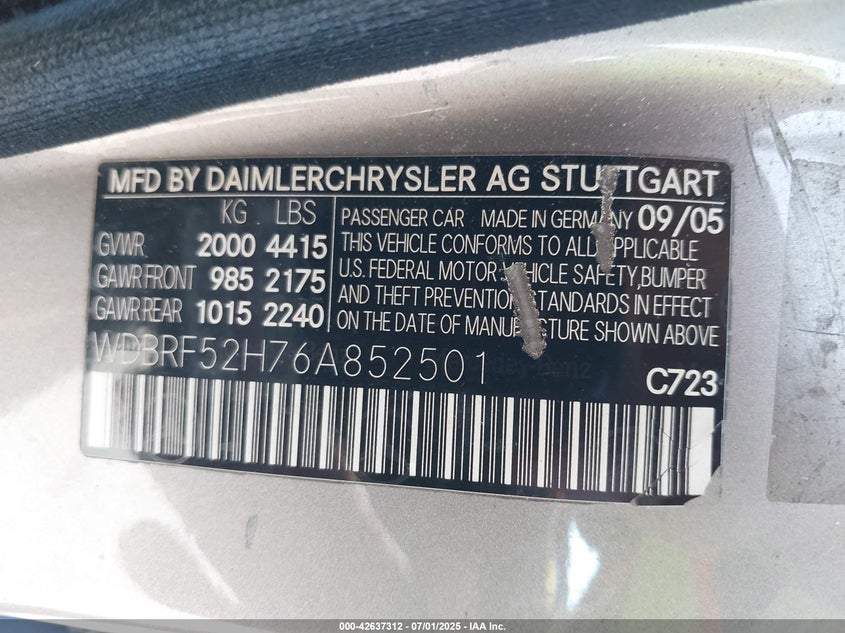 MFD BY DAIMLERCHRYSLER AG STUTTGART
KG LBS
GVWR 2000 4415
GAWR FRONT 985 2175
GAWR REAR 1015 2240
PASSENGER CAR MADE IN GERMANY 09/05
THIS VEHICLE CONFORMS TO ALL APPLICABLE
U.S. FEDERAL MOTOR VEHICLE SAFETY,BUMPER
AND THEFT PREVENTION STANDARDS IN EFFECT
ON THE DATE OF MANUFACTURE SHOWN ABOVE
WDBRF52H76A852501
C723
000-42637312 / 07/01/2025 - IAA Inc.